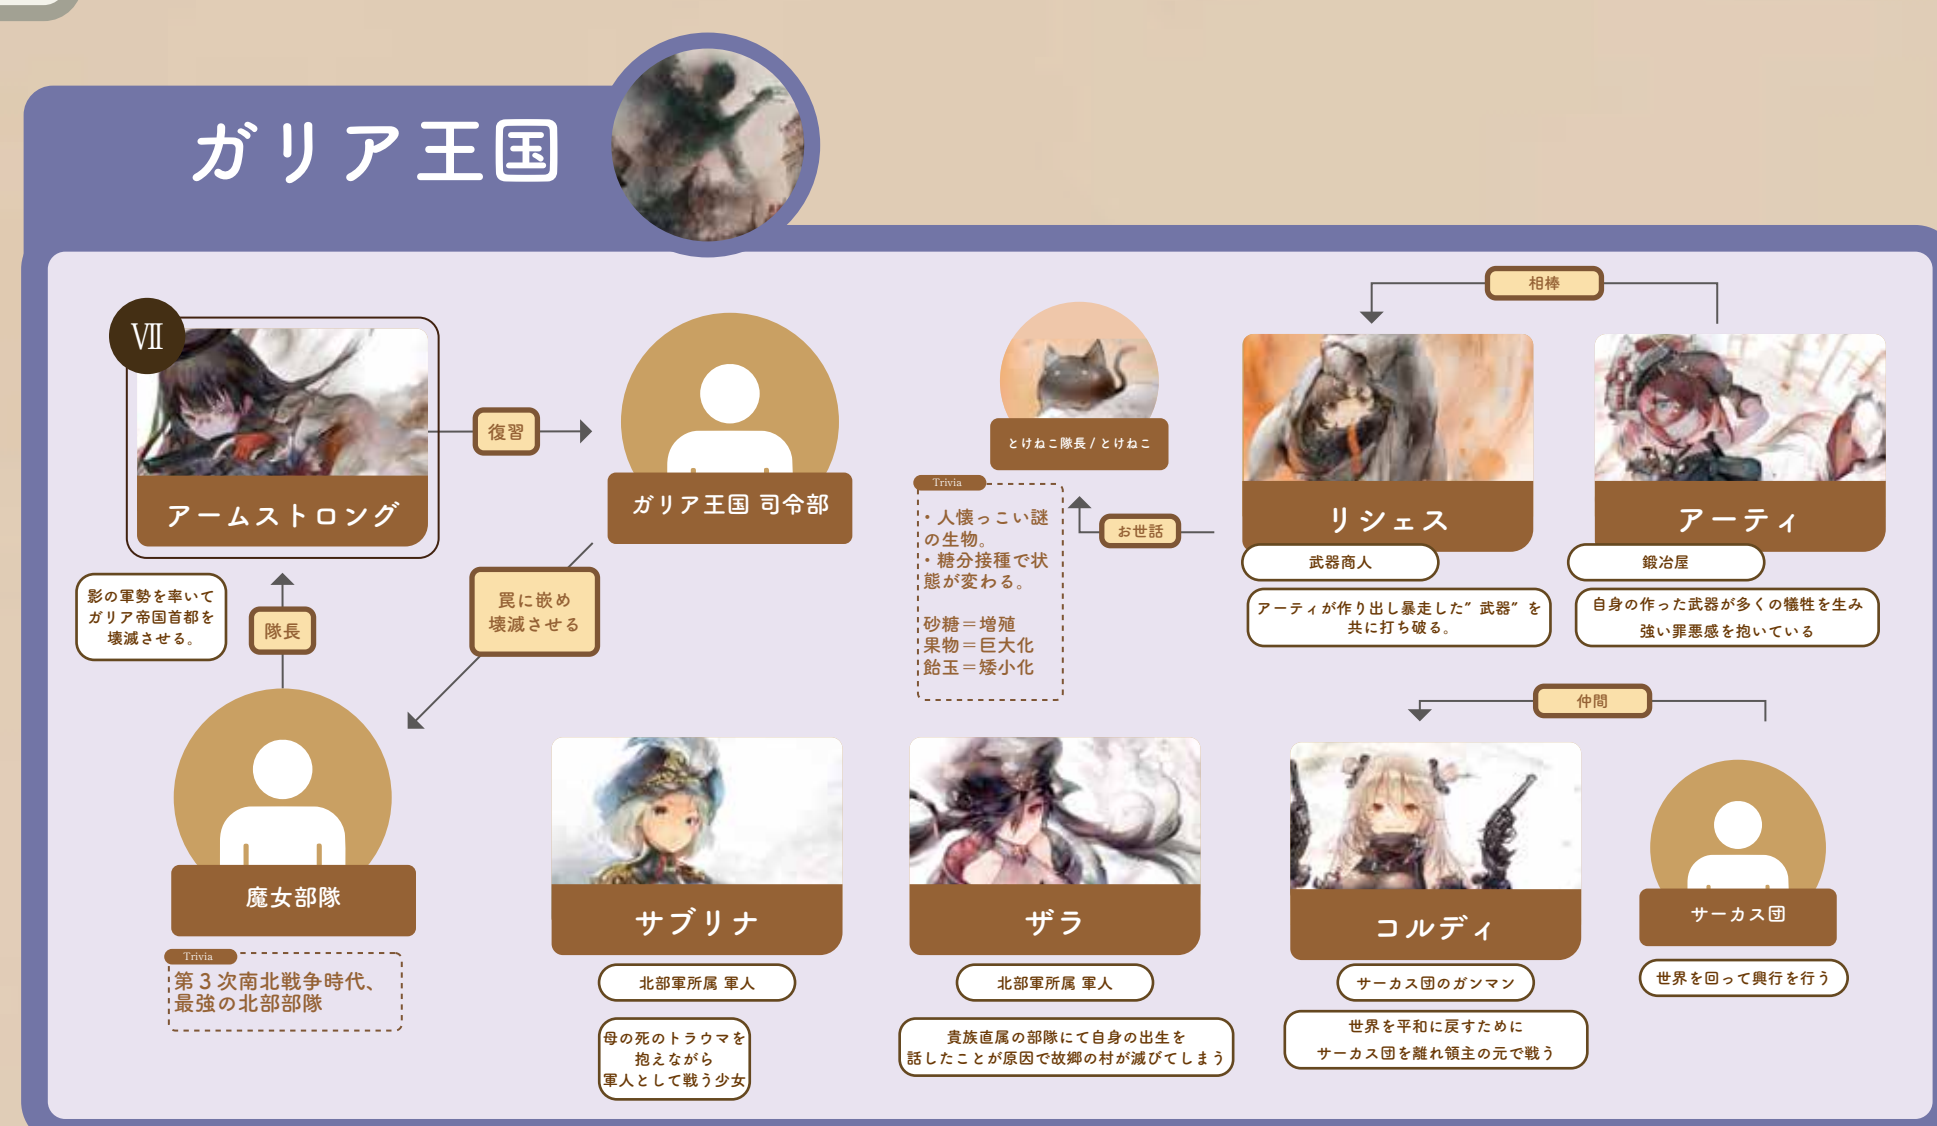 ガリア王国
相棒
Ⅶ
復習
アームストロング
ガリア王国 司令部
とけねこ隊長 / とけねこ
Trivia
・人懐っこい謎
の生物。
・糖分接種で状
態が変わる。
砂糖＝増殖
果物＝巨大化
飴玉＝矮小化
お世話
リシェス
武器商人
アーティが作り出し暴走した”武器”を
共に打ち破る。
アーティ
鍛冶屋
自身の作った武器が多くの犠牲を生み
強い罪悪感を抱いている
影の軍勢を率いて
ガリア帝国首都を
壊滅させる。
隊長
罠に嵌め
壊滅させる
仲間
魔女部隊
Trivia
第3次南北戦争時代、
最強の北部部隊
サブリナ
北部軍所属 軍人
母の死のトラウマを
抱えながら
軍人として戦う少女
ザラ
北部軍所属 軍人
貴族直属の部隊にて自身の出生を
話したことが原因で故郷の村が滅びてしまう
コルディ
サーカス団のガンマン
世界を平和に戻すために
サーカス団を離れ領主の元で戦う
サーカス団
世界を回って興行を行う